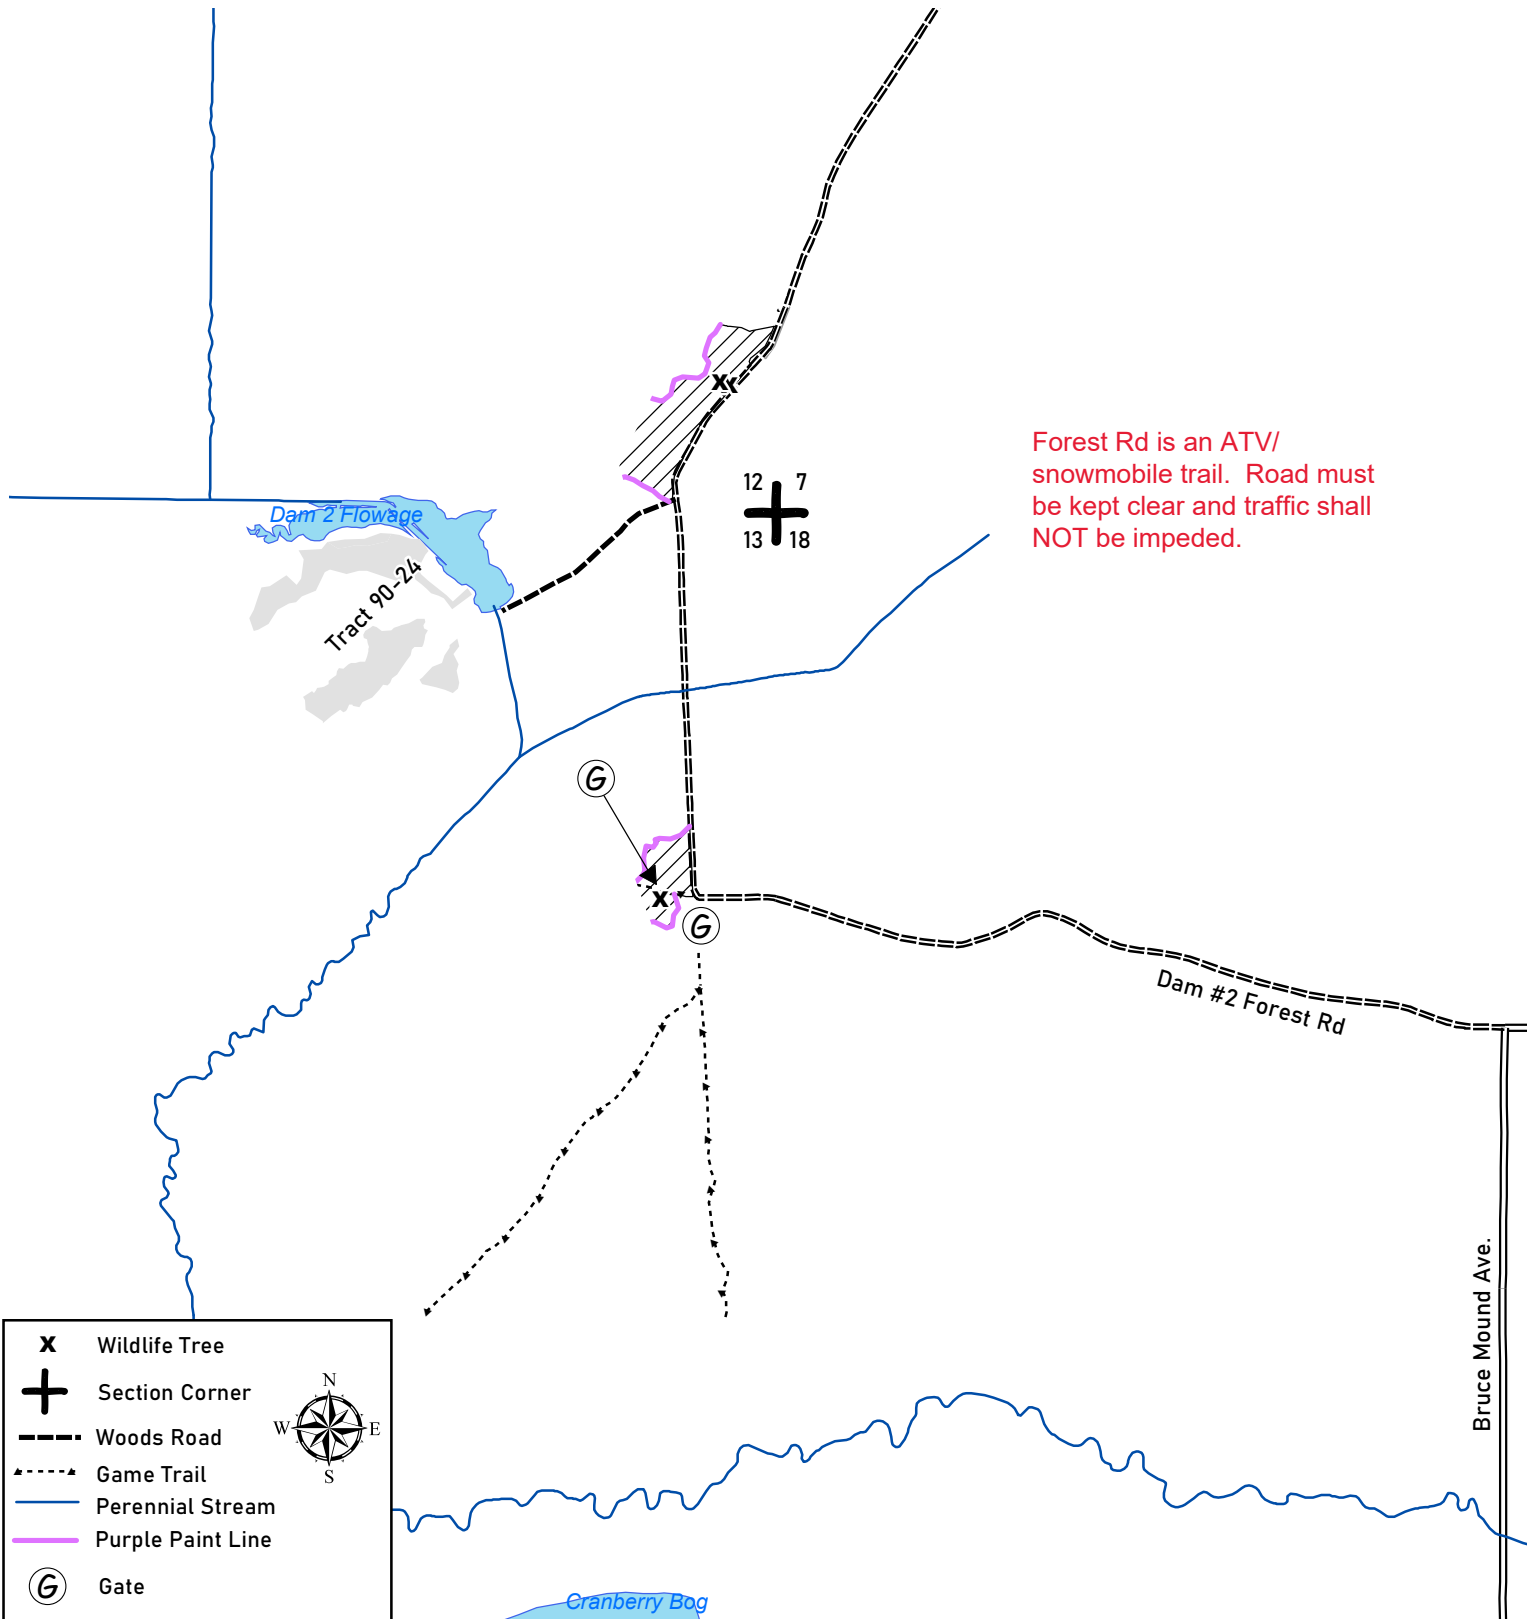 X X
Forest Rd is an ATV/
snowmobile trail. Road must
be kept clear and traffic shall
NOT be impeded.
12 7
13 18
Dam 2 Flowage
Tract 90-24
G
X
G
Dam #2 Forest Rd
Bruce Mound Ave.
X Wildlife Tree
Section Corner
Woods Road
Game Trail
Perennial Stream
Purple Paint Line
G Gate
N
W E
S
Cranberry Bog